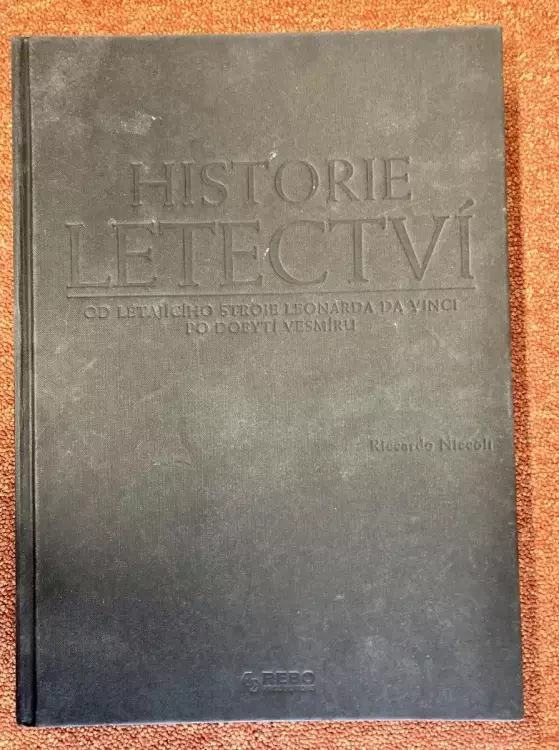 HISTORIE
LETECTVÍ
OD LÉTAJÍCÍHO STROJE LEONARDA DA VINCI
PO DOBYTÍ VESMÍRU
Riccardo Niccoli
REBO